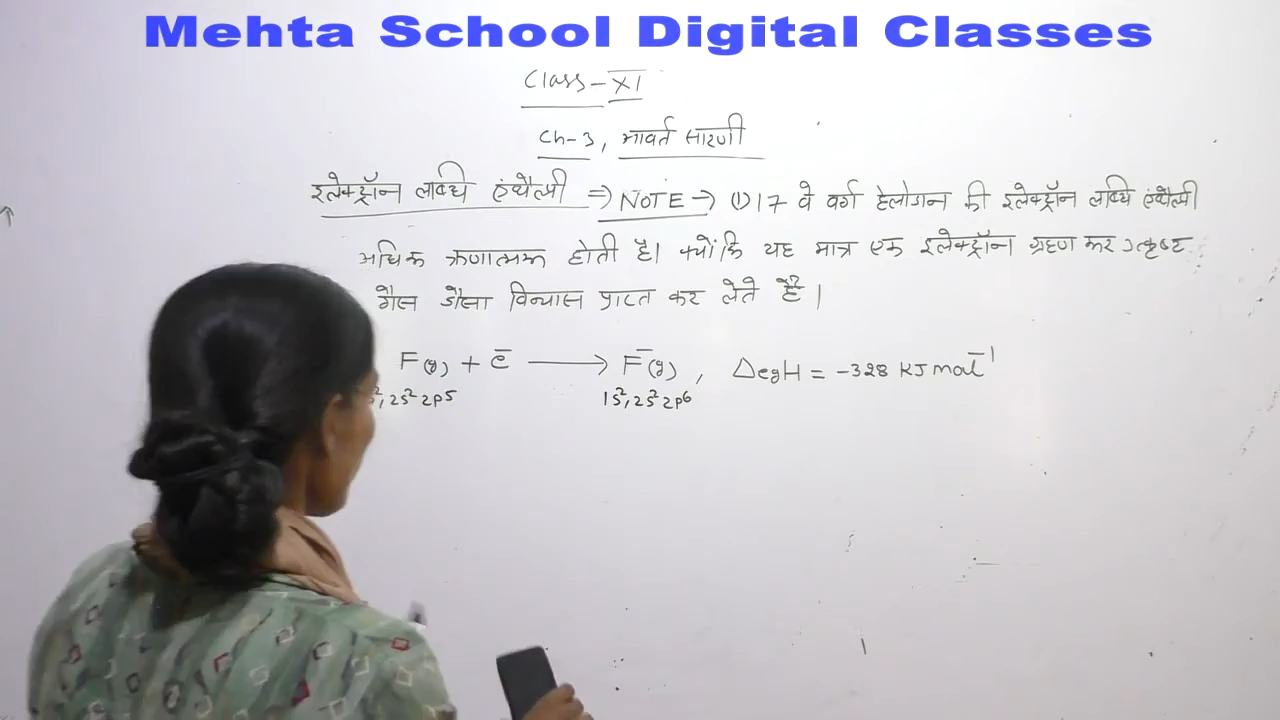 Mehta School Digital Classes
Class-XI
Ch-3, आवर्त सारणी
इलेक्ट्रॉन लब्धि एंथैल्पी ⇒ NOTE → (1) 17 वे वर्ग हेलोजन की इलेक्ट्रॉन लब्धि एंथैल्पी
अधिक ऋणात्मक होती है। क्योंकि यह मात्र एक इलेक्ट्रॉन ग्रहण कर उत्कृष्ट
गैस जैसा विन्यास प्राप्त कर लेते हैं।
F(g) + e⁻ ⟶ F⁻(g), ΔegH = -328 KJ mol⁻¹
², 2s² 2p⁵ 1s², 2s² 2p⁶